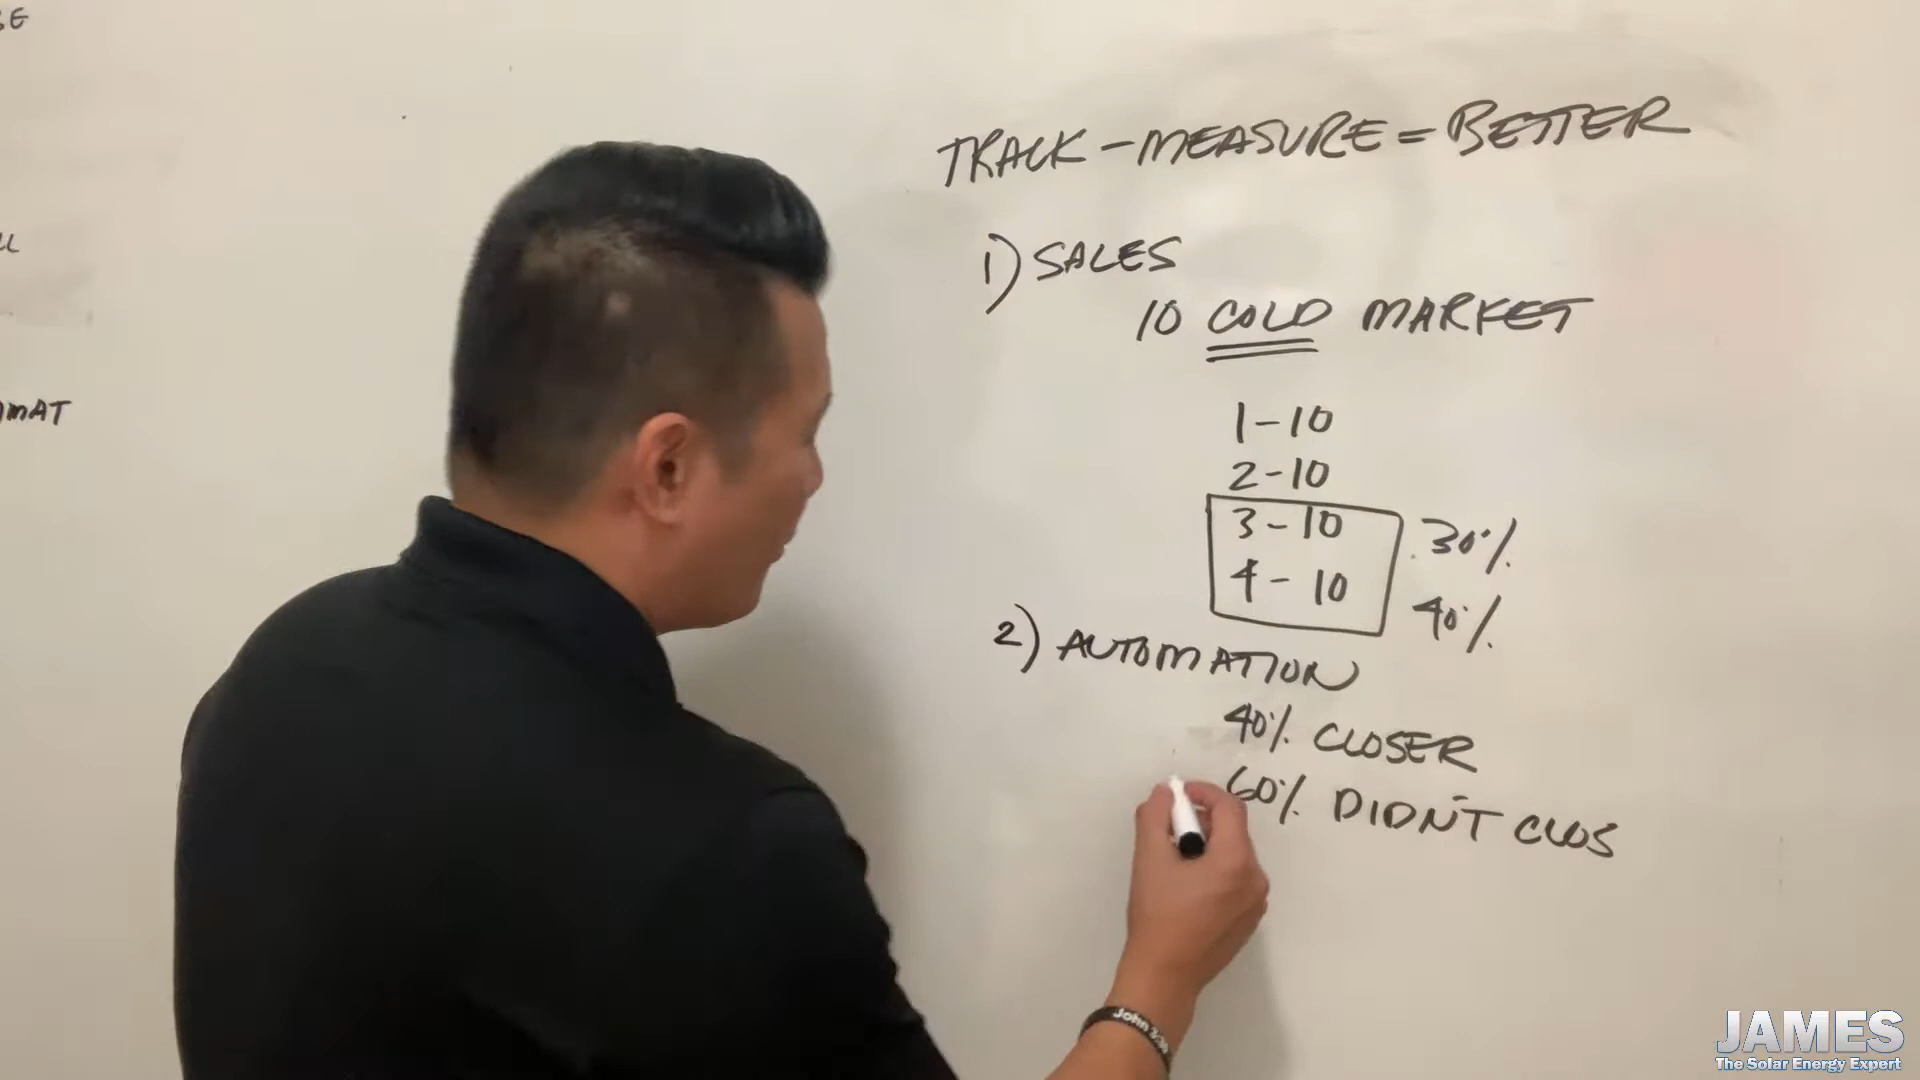 TRACK - MEASURE = BETTER
1) SALES
10 COLD MARKET
1 - 10
2 - 10
3 - 10 30%
4 - 10 40%
2) AUTOMATION
40% CLOSER
60% DIDN'T CLOS
John
JAMES
The Solar Energy Expert